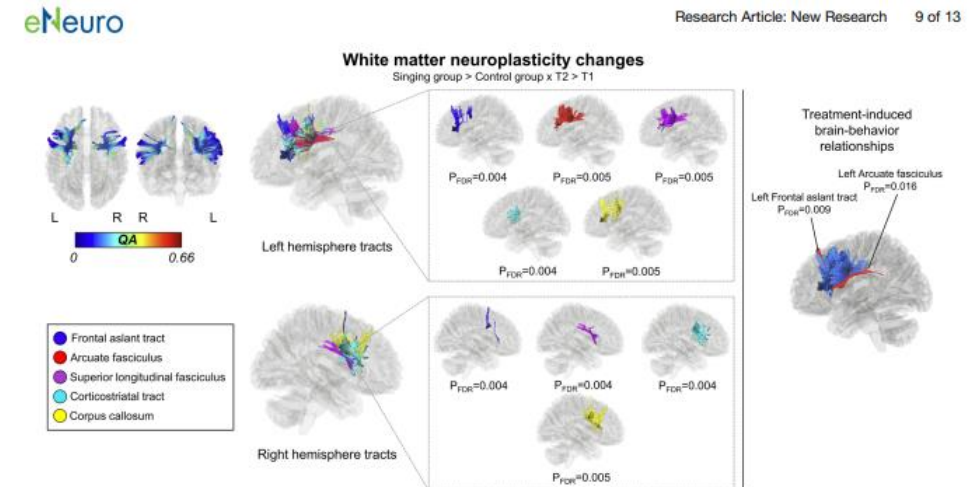 eNeuro
Research Article: New Research 9 of 13
White matter neuroplasticity changes
Singing group > Control group x T2 > T1
L R R L
QA
0 0.66
Left hemisphere tracts
PFDR=0.004
PFDR=0.005
PFDR=0.005
PFDR=0.004
PFDR=0.005
Frontal aslant tract
Arcuate fasciculus
Superior longitudinal fasciculus
Corticostriatal tract
Corpus callosum
Right hemisphere tracts
PFDR=0.004
PFDR=0.004
PFDR=0.004
PFDR=0.005
Treatment-induced
brain-behavior
relationships
Left Arcuate fasciculus
PFDR=0.016
Left Frontal aslant tract
PFDR=0.009